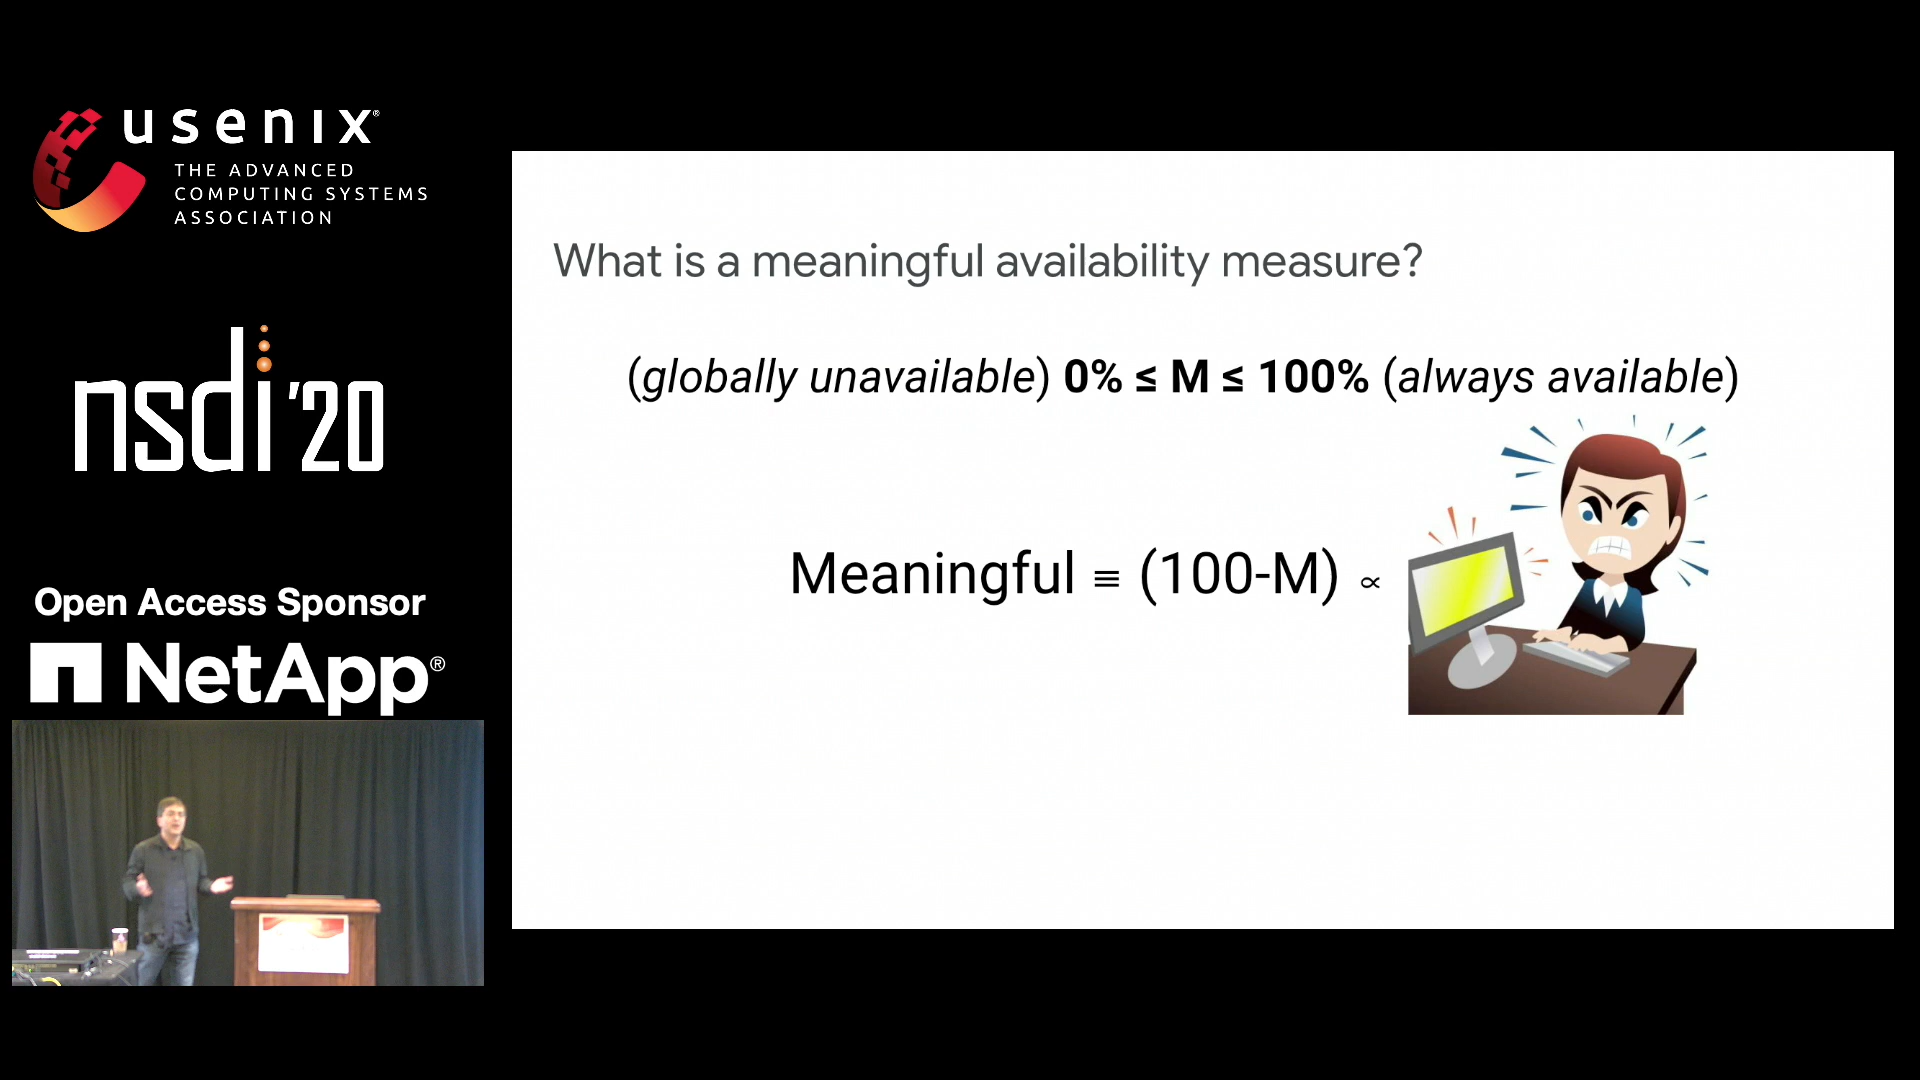 usenix®
THE ADVANCED
COMPUTING SYSTEMS
ASSOCIATION
nsdi '20
Open Access Sponsor
NetApp®
What is a meaningful availability measure?
(globally unavailable) 0% ≤ M ≤ 100% (always available)
Meaningful ≡ (100-M) ∝